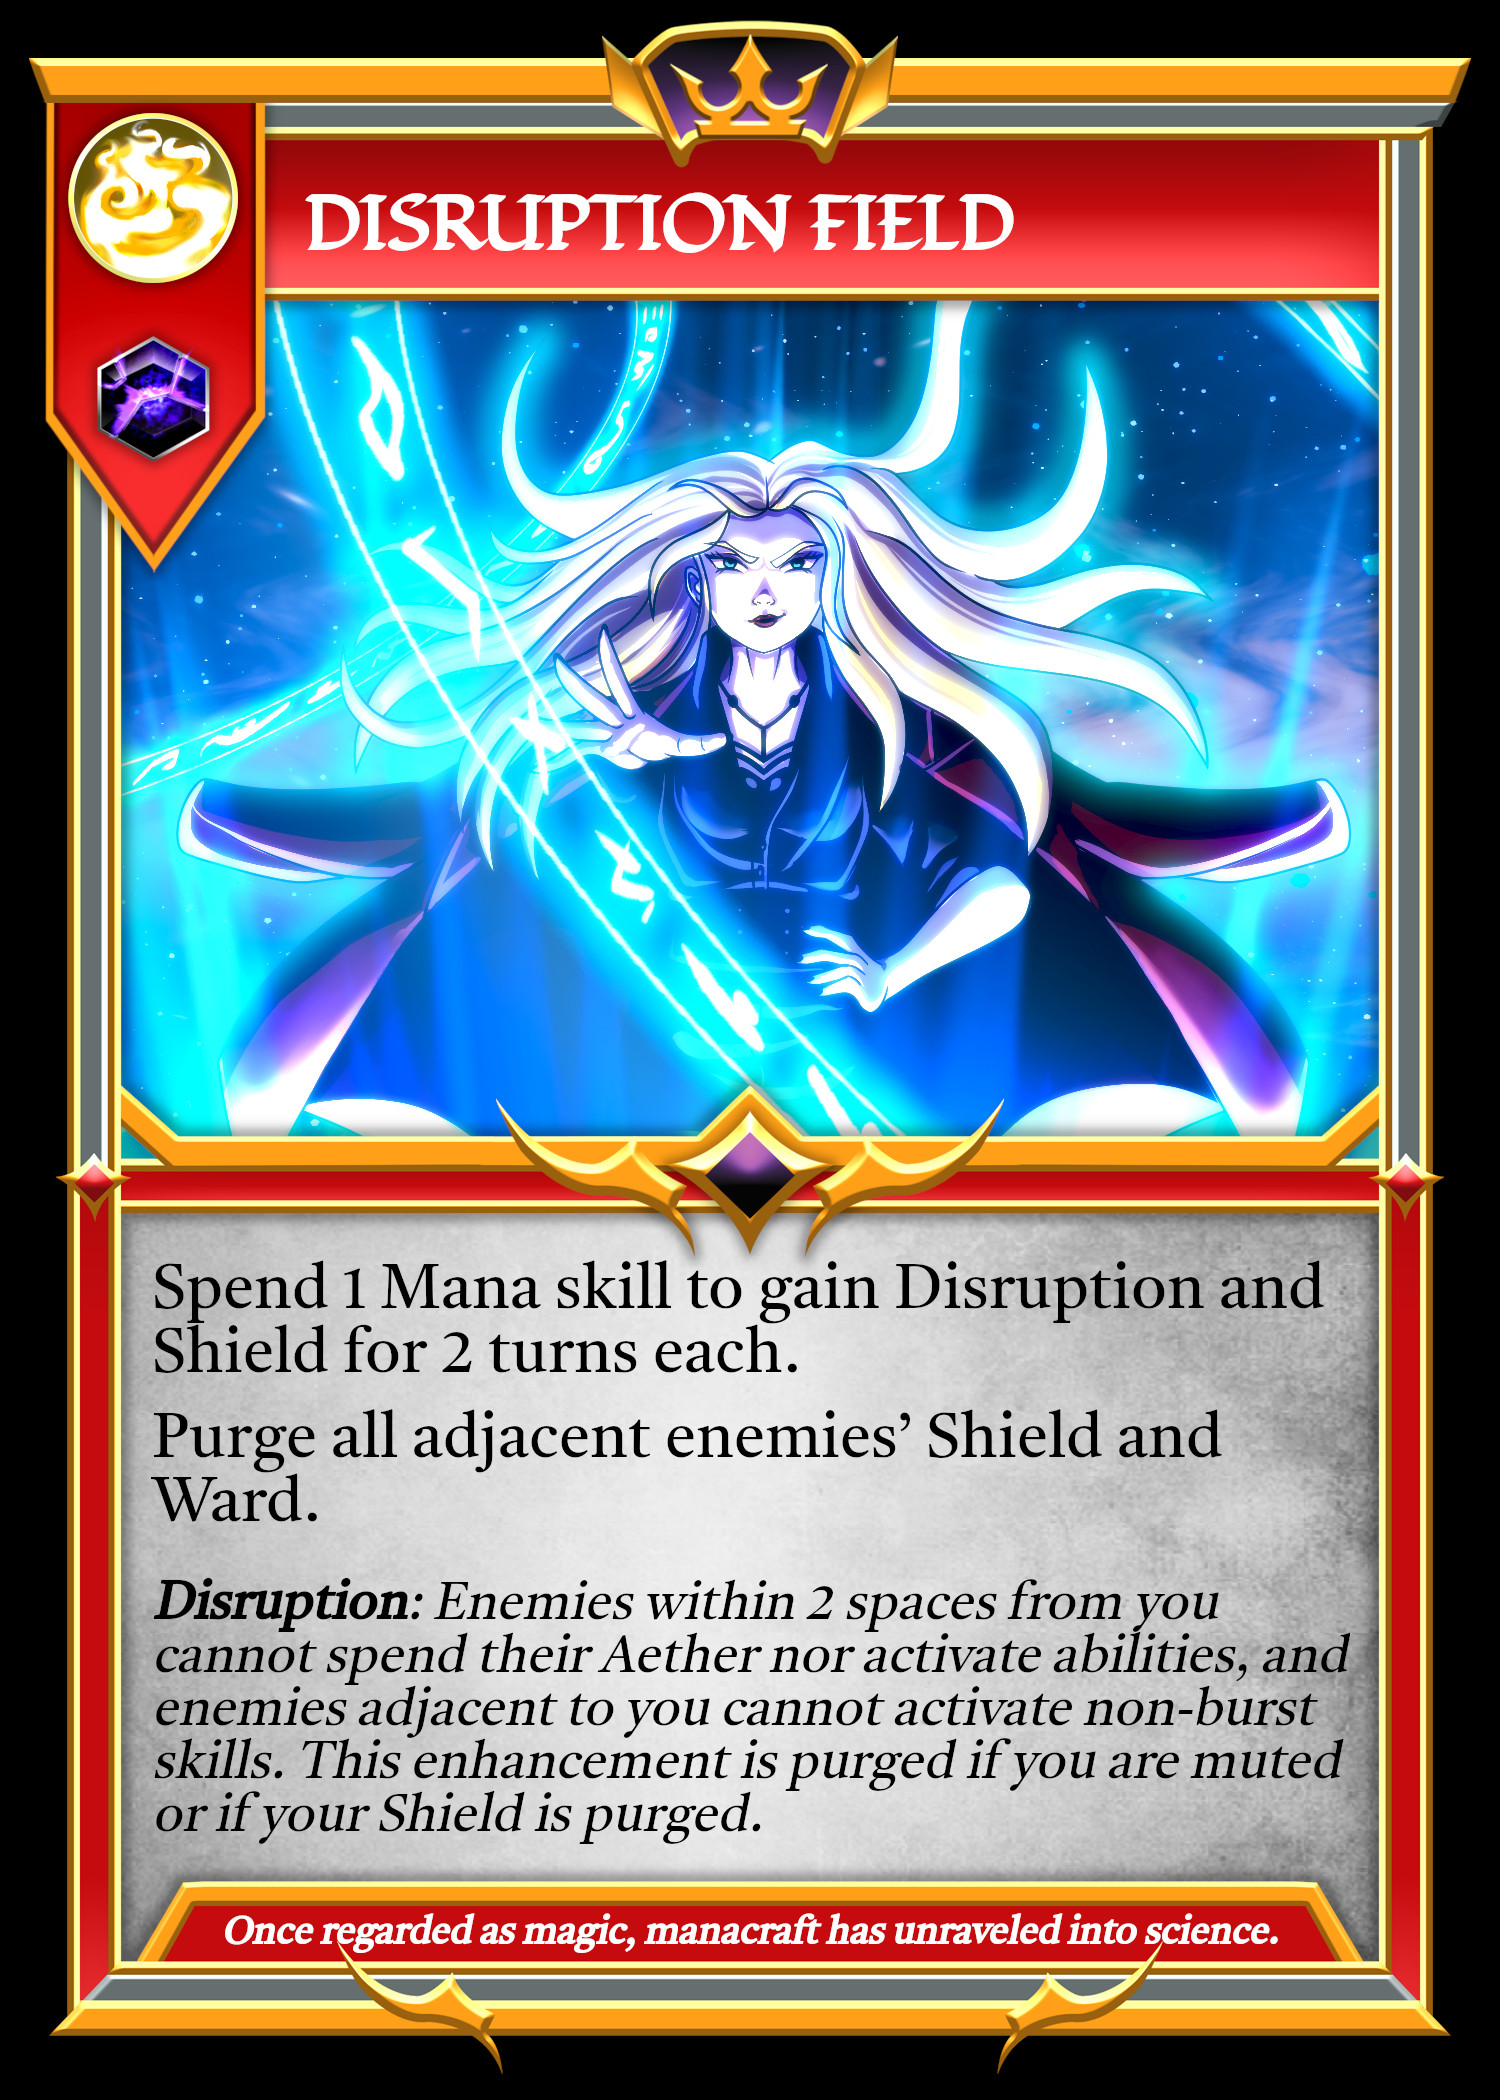 DISRUPTION FIELD
Spend 1 Mana skill to gain Disruption and
Shield for 2 turns each.
Purge all adjacent enemies’ Shield and
Ward.
Disruption: Enemies within 2 spaces from you
cannot spend their Aether nor activate abilities, and
enemies adjacent to you cannot activate non-burst
skills. This enhancement is purged if you are muted
or if your Shield is purged.
Once regarded as magic, manacraft has unraveled into science.